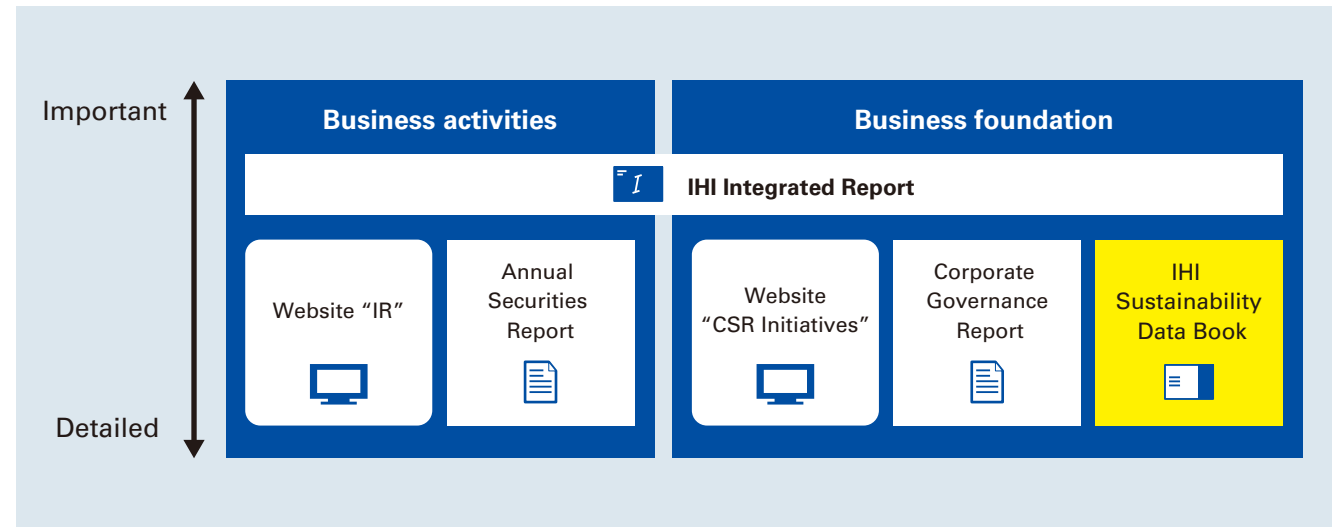 Important
Business activities
Business foundation
I
IHI Integrated Report
Website “IR”
Annual
Securities
Report
Website
“CSR Initiatives”
Corporate
Governance
Report
IHI
Sustainability
Data Book
Detailed